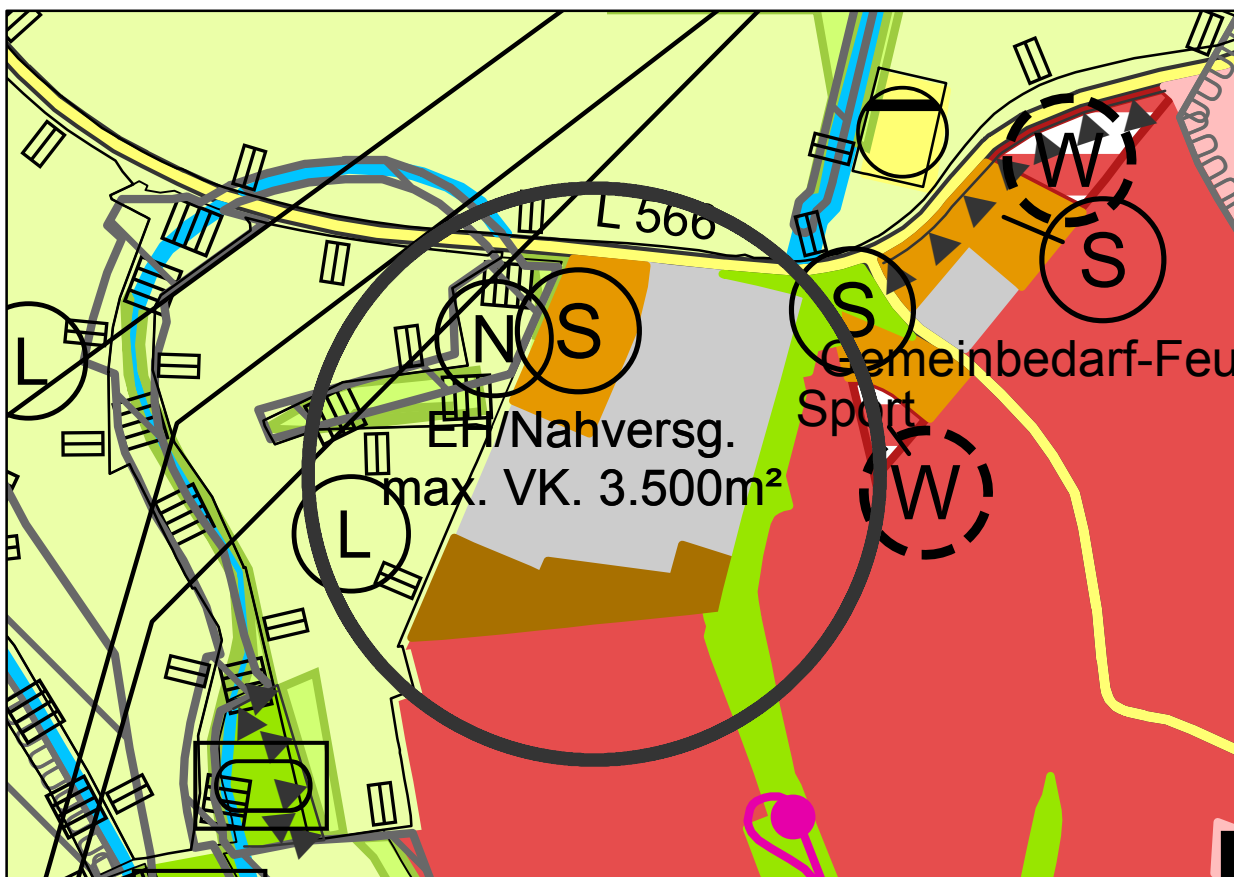 L 566
W
S
S
N
S
L
Gemeinbedarf-Feu
Sport
EH/Nahversg.
max. VK. 3.500m²
W
L